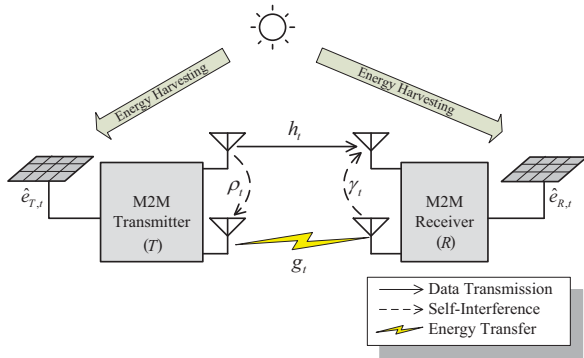 Energy Harvesting
Energy Harvesting
h_t
ê_{T,t}
M2M
Transmitter
(T)
ρ_t
γ_t
M2M
Receiver
(R)
ê_{R,t}
g_t
Data Transmission
Self-Interference
Energy Transfer